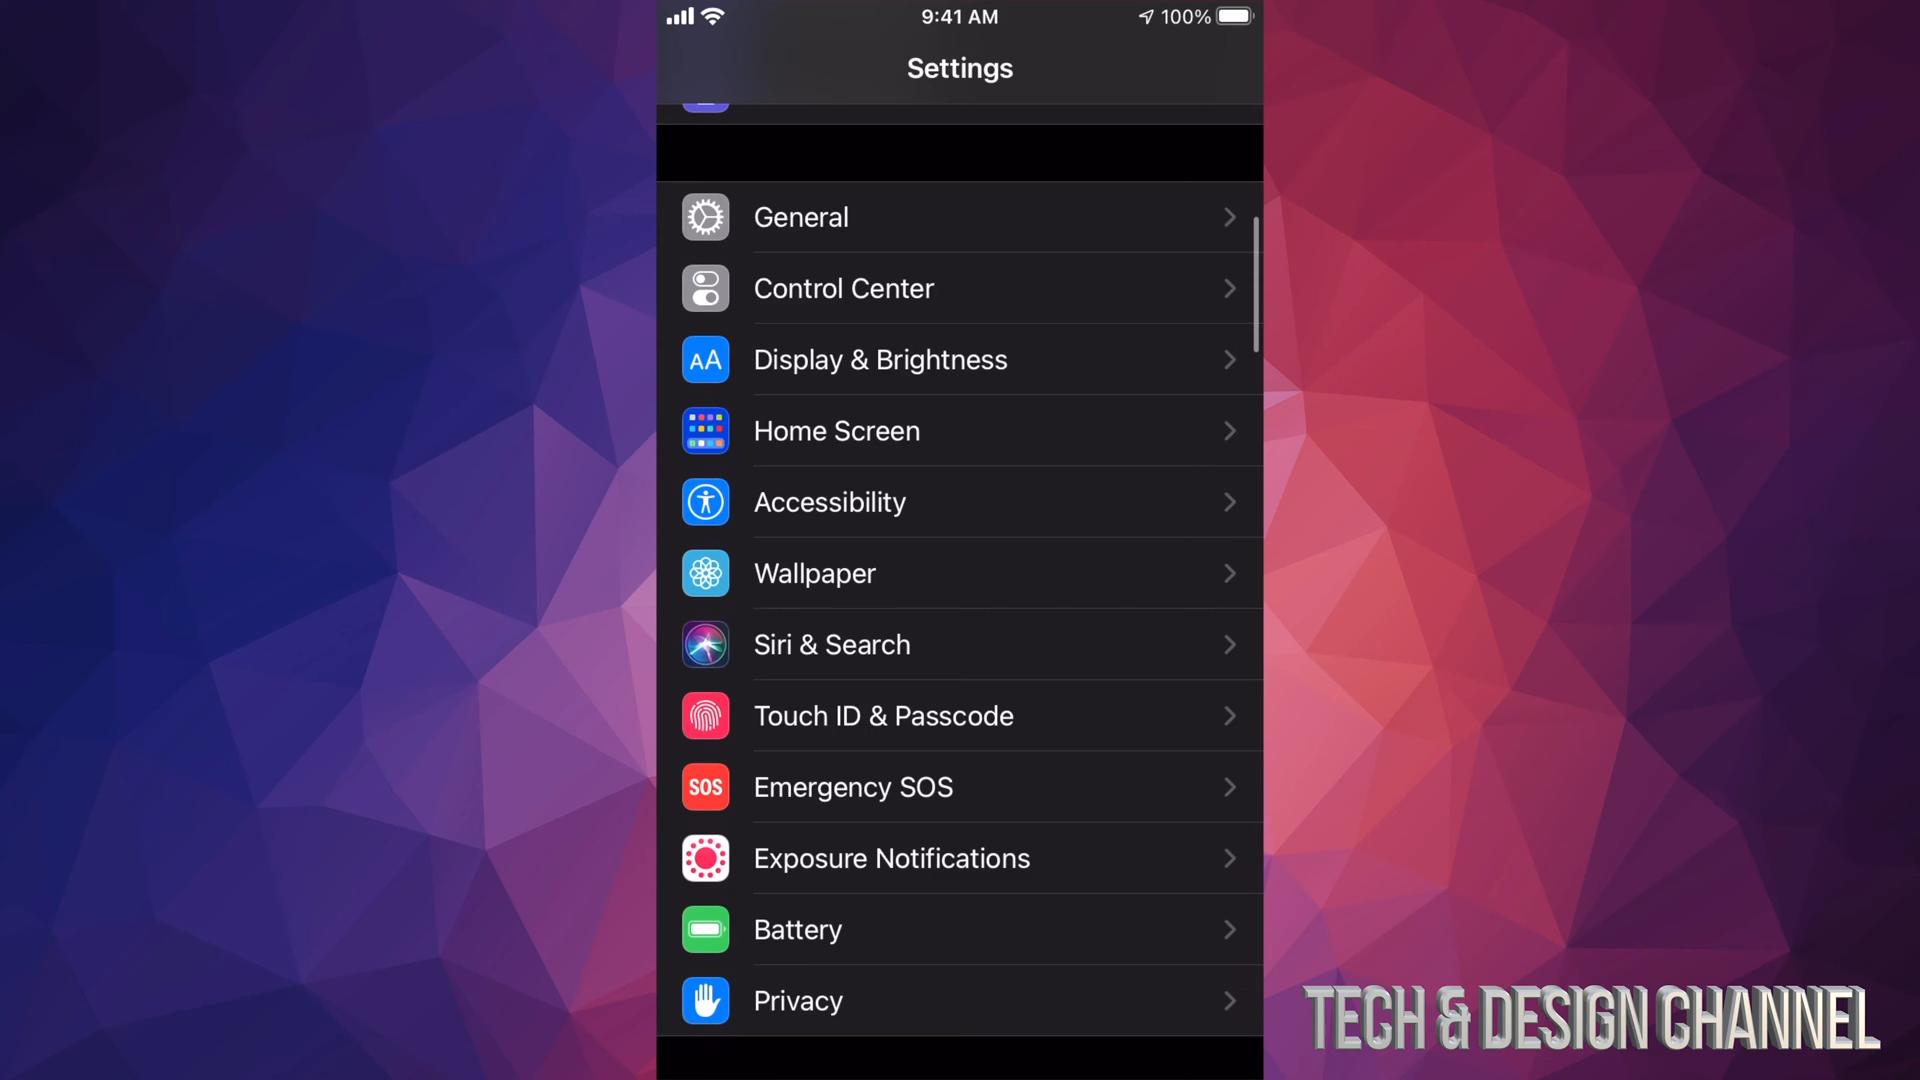 9:41 AM
100%
Settings
General
Control Center
AA Display & Brightness
Home Screen
Accessibility
Wallpaper
Siri & Search
Touch ID & Passcode
SOS Emergency SOS
Exposure Notifications
Battery
Privacy
TECH & DESIGN CHANNEL